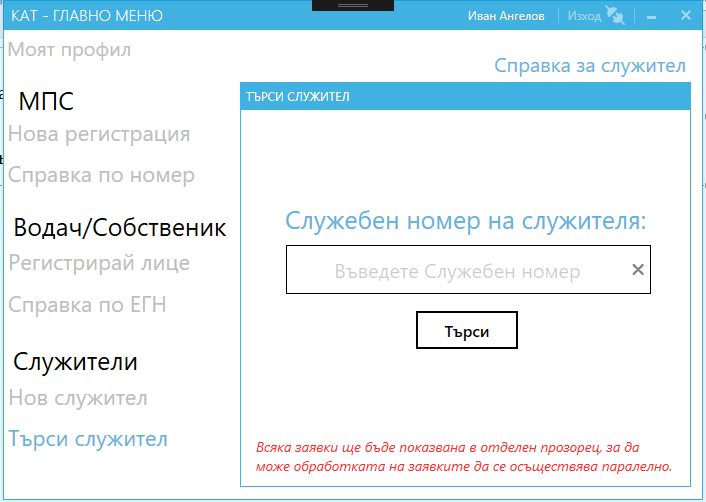 КАТ - ГЛАВНО МЕНЮ
Иван Ангелов
Изход
Моят профил
Справка за служител
МПС
Нова регистрация
Справка по номер
Водач/Собственик
Регистрирай лице
Справка по ЕГН
Служители
Нов служител
Търси служител
ТЪРСИ СЛУЖИТЕЛ
Служебен номер на служителя:
Въведете Служебен номер
Търси
Всяка заявки ще бъде показвана в отделен прозорец, за да
може обработката на заявките да се осъществява паралелно.